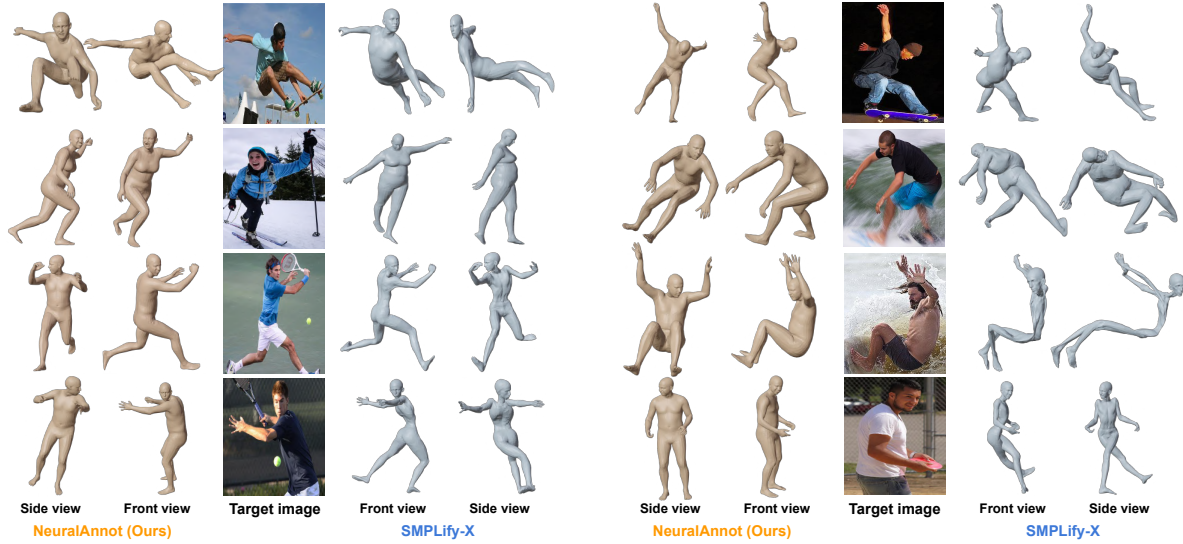 Side view Front view Target image Front view Side view Side view Front view Target image Front view Side view
NeuralAnnot (Ours) SMPLify-X NeuralAnnot (Ours) SMPLify-X